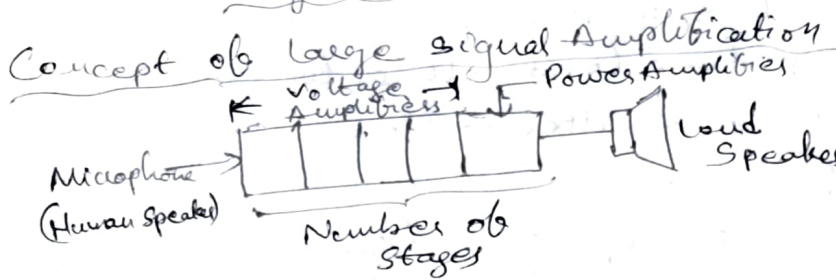 Concept of Large Signal Amplification
Voltage
Amplifiers
Power Amplifier
Microphone
(Human Speaker)
Loud
Speaker
Number of
Stages